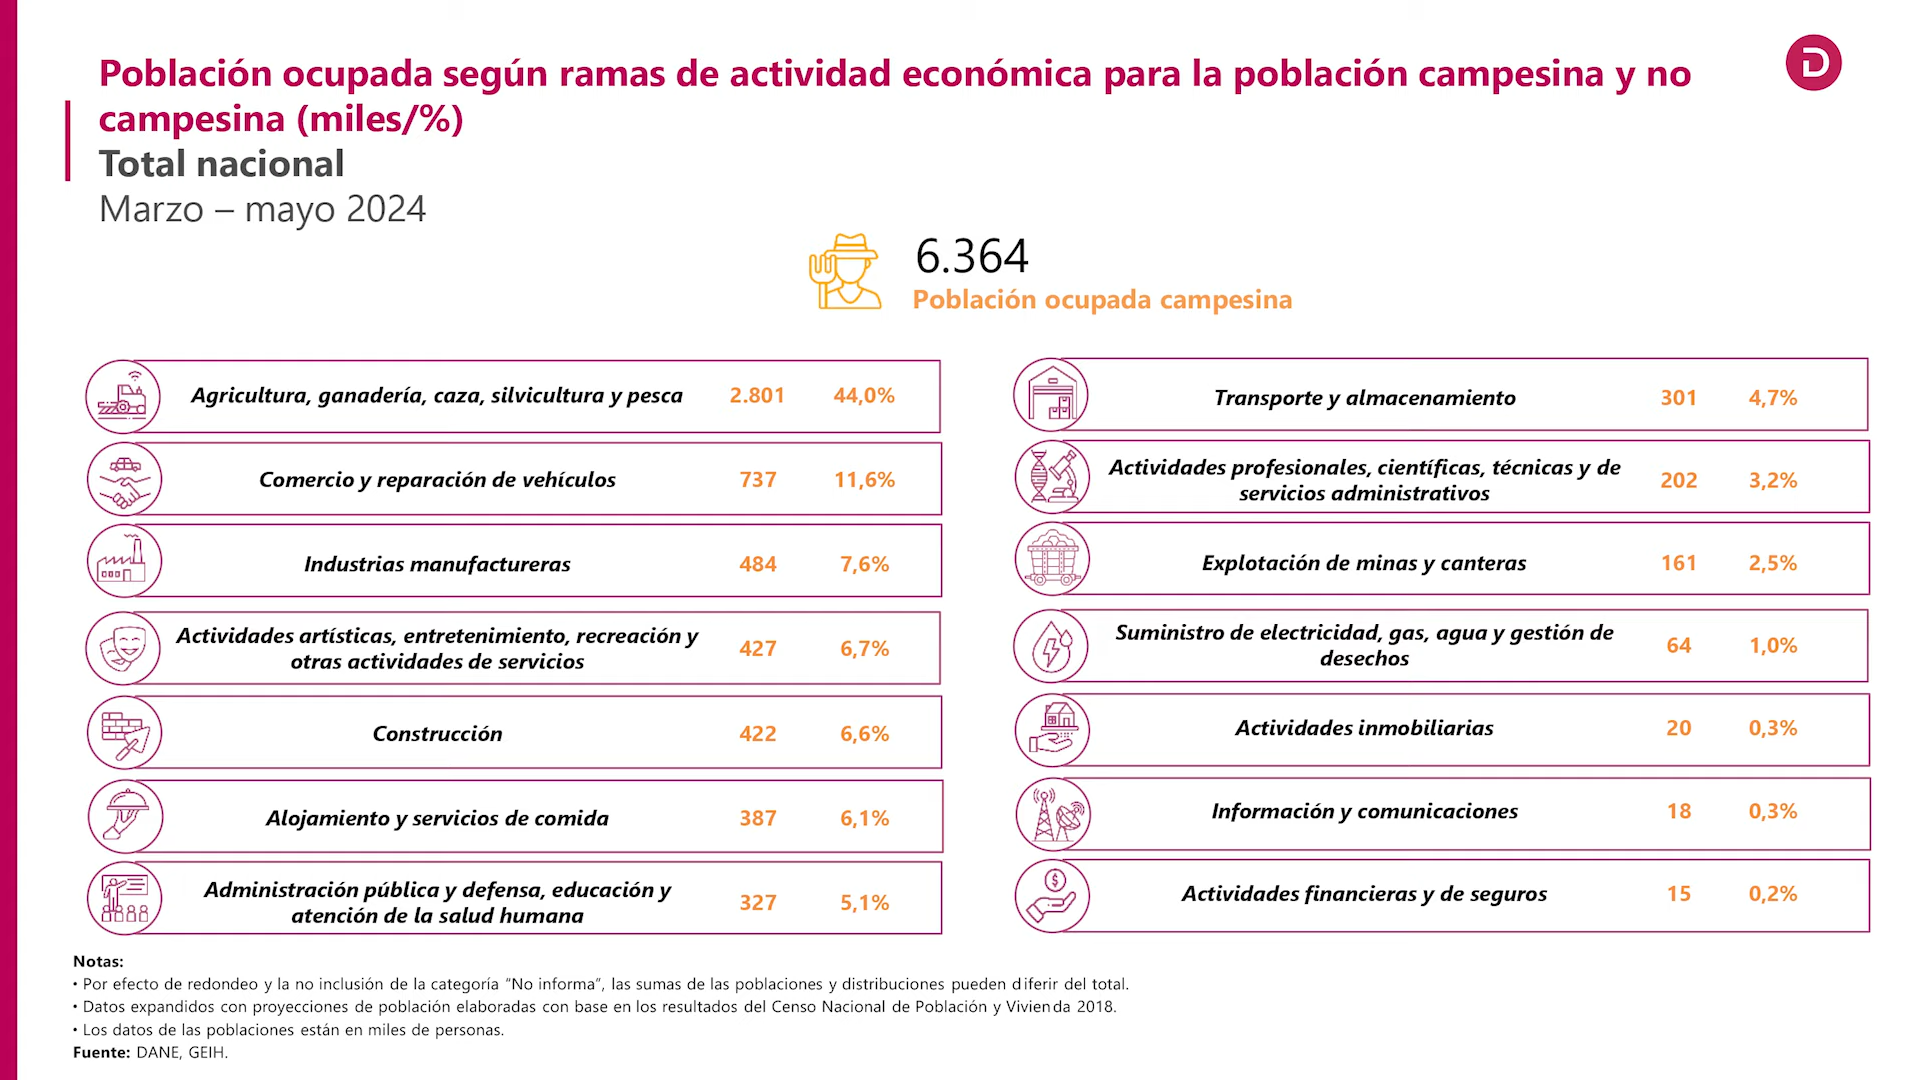 Población ocupada según ramas de actividad económica para la población campesina y no
campesina (miles/%)
Total nacional
Marzo – mayo 2024
D
6.364
Población ocupada campesina
Agricultura, ganadería, caza, silvicultura y pesca 2.801 44,0%
Comercio y reparación de vehículos 737 11,6%
Industrias manufactureras 484 7,6%
Actividades artísticas, entretenimiento, recreación y
otras actividades de servicios 427 6,7%
Construcción 422 6,6%
Alojamiento y servicios de comida 387 6,1%
Administración pública y defensa, educación y
atención de la salud humana 327 5,1%
Transporte y almacenamiento 301 4,7%
Actividades profesionales, científicas, técnicas y de
servicios administrativos 202 3,2%
Explotación de minas y canteras 161 2,5%
Suministro de electricidad, gas, agua y gestión de
desechos 64 1,0%
Actividades inmobiliarias 20 0,3%
Información y comunicaciones 18 0,3%
Actividades financieras y de seguros 15 0,2%
Notas:
• Por efecto de redondeo y la no inclusión de la categoría “No informa”, las sumas de las poblaciones y distribuciones pueden diferir del total.
• Datos expandidos con proyecciones de población elaboradas con base en los resultados del Censo Nacional de Población y Vivienda 2018.
• Los datos de las poblaciones están en miles de personas.
Fuente: DANE, GEIH.